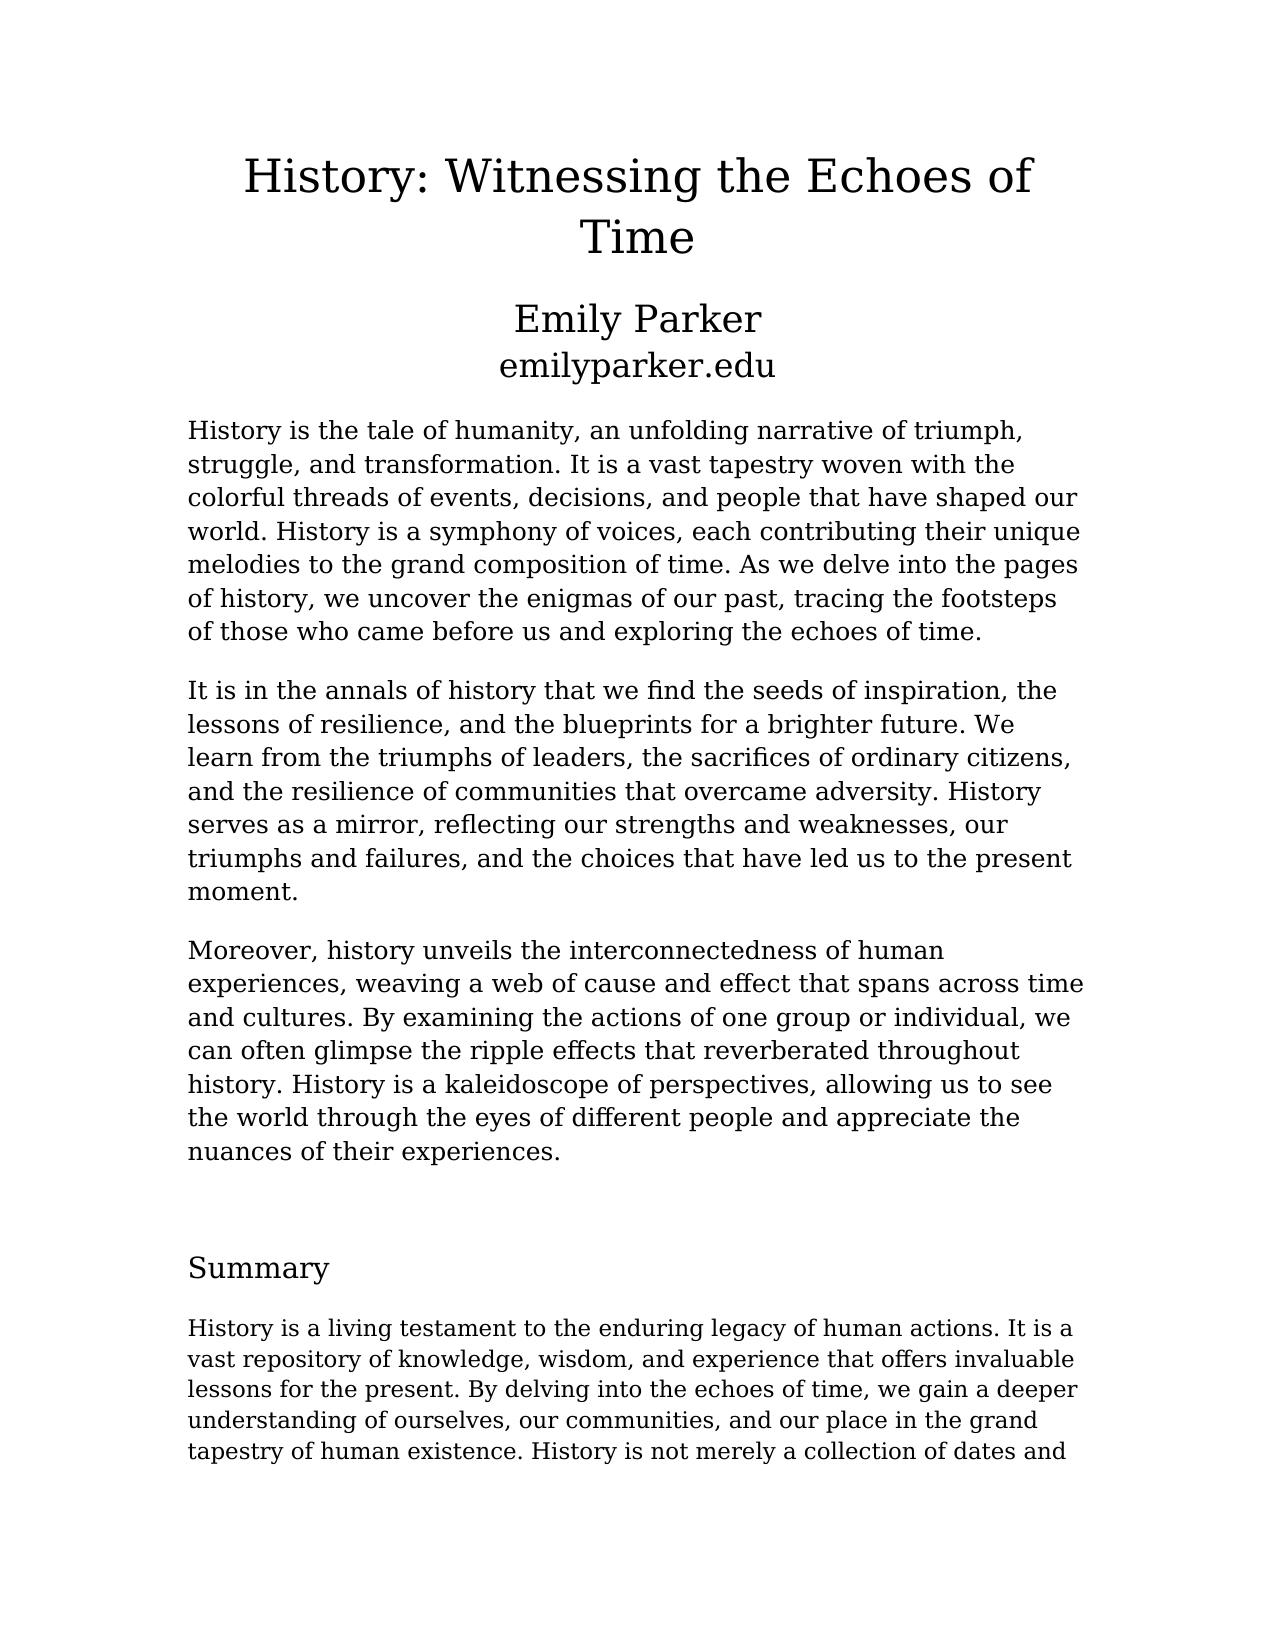 History: Witnessing the Echoes of
Time
Emily Parker
emilyparker.edu
History is the tale of humanity, an unfolding narrative of triumph,
struggle, and transformation. It is a vast tapestry woven with the
colorful threads of events, decisions, and people that have shaped our
world. History is a symphony of voices, each contributing their unique
melodies to the grand composition of time. As we delve into the pages
of history, we uncover the enigmas of our past, tracing the footsteps
of those who came before us and exploring the echoes of time.
It is in the annals of history that we find the seeds of inspiration, the
lessons of resilience, and the blueprints for a brighter future. We
learn from the triumphs of leaders, the sacrifices of ordinary citizens,
and the resilience of communities that overcame adversity. History
serves as a mirror, reflecting our strengths and weaknesses, our
triumphs and failures, and the choices that have led us to the present
moment.
Moreover, history unveils the interconnectedness of human
experiences, weaving a web of cause and effect that spans across time
and cultures. By examining the actions of one group or individual, we
can often glimpse the ripple effects that reverberated throughout
history. History is a kaleidoscope of perspectives, allowing us to see
the world through the eyes of different people and appreciate the
nuances of their experiences.
Summary
History is a living testament to the enduring legacy of human actions. It is a
vast repository of knowledge, wisdom, and experience that offers invaluable
lessons for the present. By delving into the echoes of time, we gain a deeper
understanding of ourselves, our communities, and our place in the grand
tapestry of human existence. History is not merely a collection of dates and